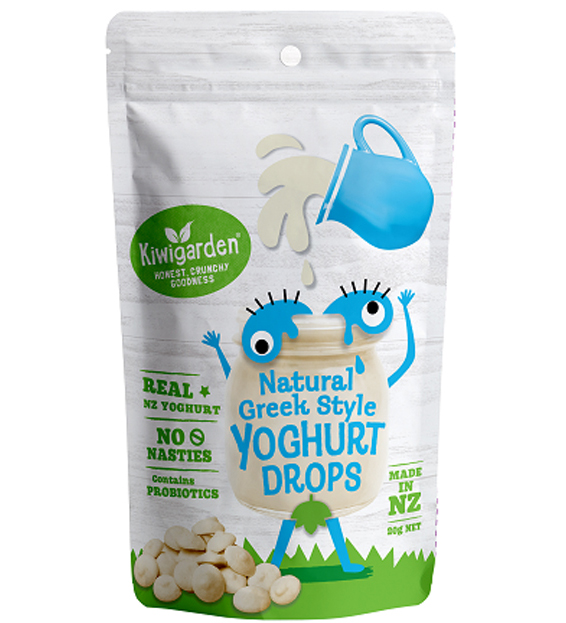 Kiwigarden®
HONEST. CRUNCHY
GOODNESS
Natural
Greek Style
YOGHURT
DROPS
REAL
NZ YOGHURT
NO
NASTIES
Contains
PROBIOTICS
MADE
IN
NZ
20g NET